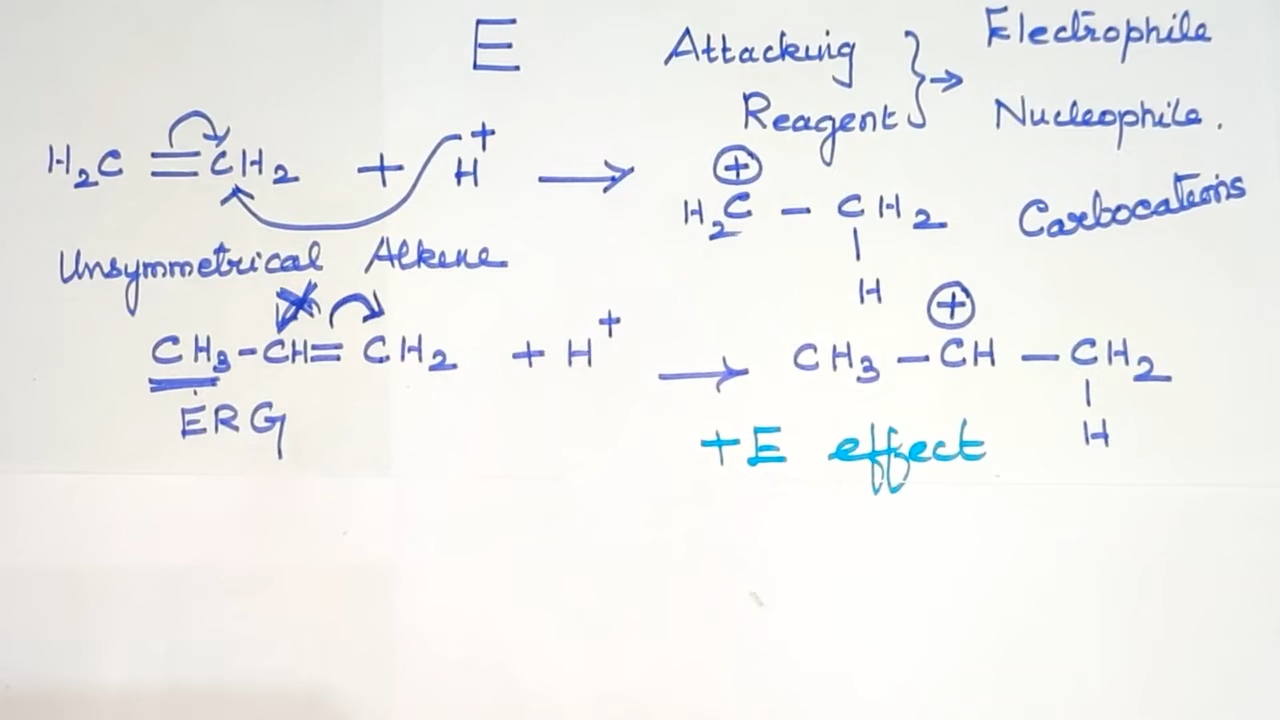 E
Attacking Reagent } → Electrophile Nucleophile.
H₂C = CH₂ + H⁺ → H₂C⊕ – CH₂
H
Carbocations
Unsymmetrical Alkene
CH₃–CH=CH₂ + H⁺ → CH₃ – CH⊕ – CH₂
H
ERG
+E effect